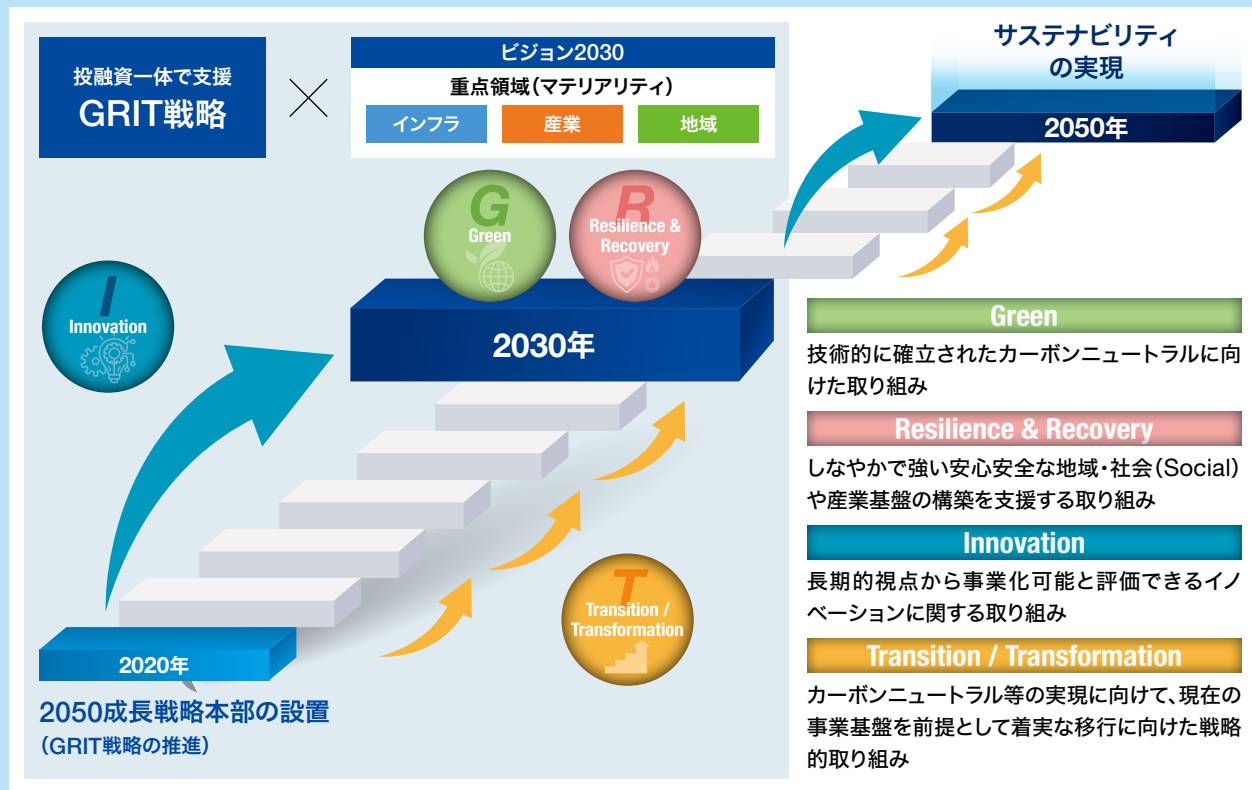 投融資一体で支援
GRIT戦略
ビジョン2030
重点領域(マテリアリティ)
インフラ
産業
地域
サステナビリティ
の実現
2050年
G
Green
R
Resilience &
Recovery
I
Innovation
2030年
T
Transition /
Transformation
2020年
2050成長戦略本部の設置
(GRIT戦略の推進)
Green
技術的に確立されたカーボンニュートラルに向
けた取り組み
Resilience & Recovery
しなやかで強い安心安全な地域・社会(Social)
や産業基盤の構築を支援する取り組み
Innovation
長期的視点から事業化可能と評価できるイノ
ベーションに関する取り組み
Transition / Transformation
カーボンニュートラル等の実現に向けて、現在の
事業基盤を前提として着実な移行に向けた戦略
的取り組み